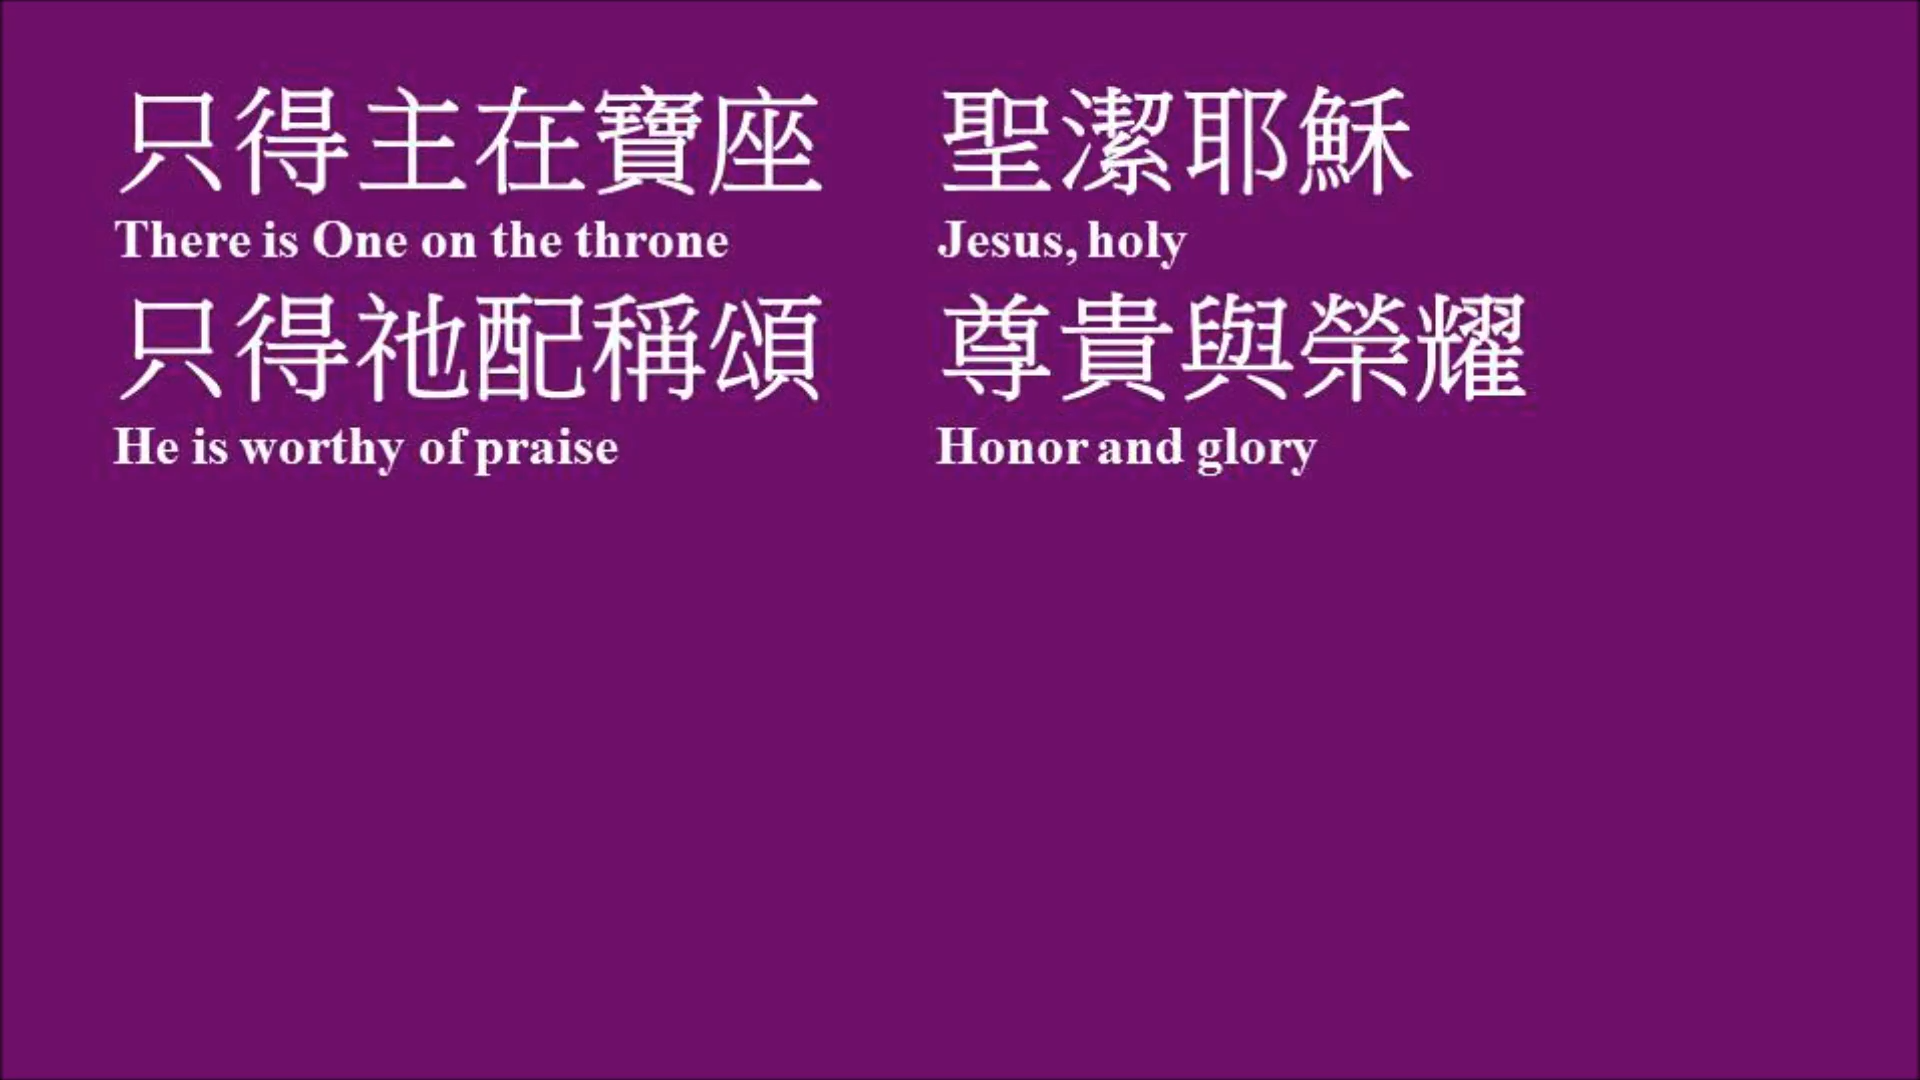 只得主在寶座　聖潔耶穌
There is One on the throne　Jesus, holy
只得祂配稱頌　尊貴與榮耀
He is worthy of praise　Honor and glory